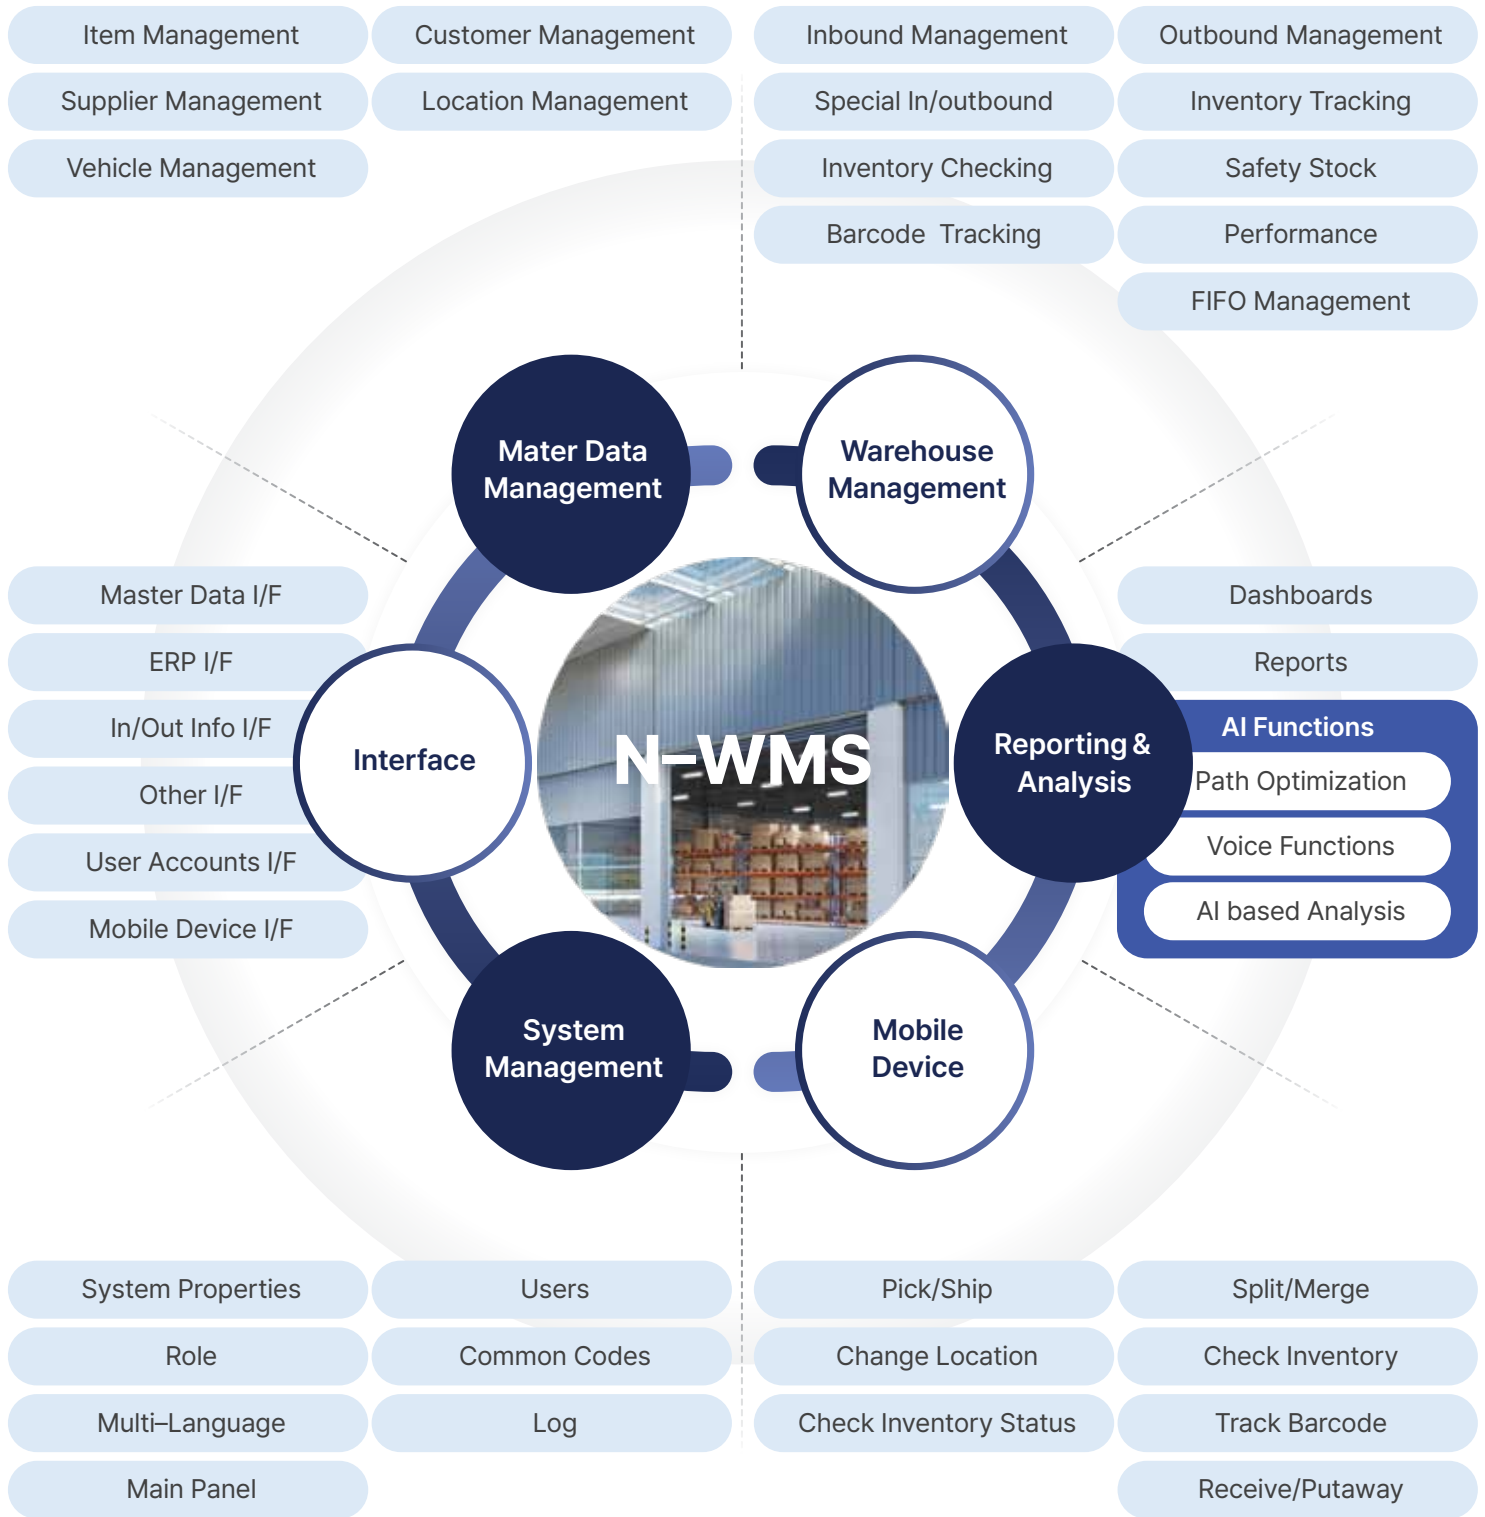 Item Management
Customer Management
Supplier Management
Location Management
Vehicle Management
Inbound Management
Outbound Management
Special In/outbound
Inventory Tracking
Inventory Checking
Safety Stock
Barcode  Tracking
Performance
FIFO Management
Mater Data
Management
Warehouse
Management
Master Data I/F
ERP I/F
In/Out Info I/F
Other I/F
User Accounts I/F
Mobile Device I/F
Interface
N–WMS
Reporting &
Analysis
Dashboards
Reports
AI Functions
Path Optimization
Voice Functions
AI based Analysis
System
Management
Mobile
Device
System Properties
Users
Role
Common Codes
Multi–Language
Log
Main Panel
Pick/Ship
Split/Merge
Change Location
Check Inventory
Check Inventory Status
Track Barcode
Receive/Putaway